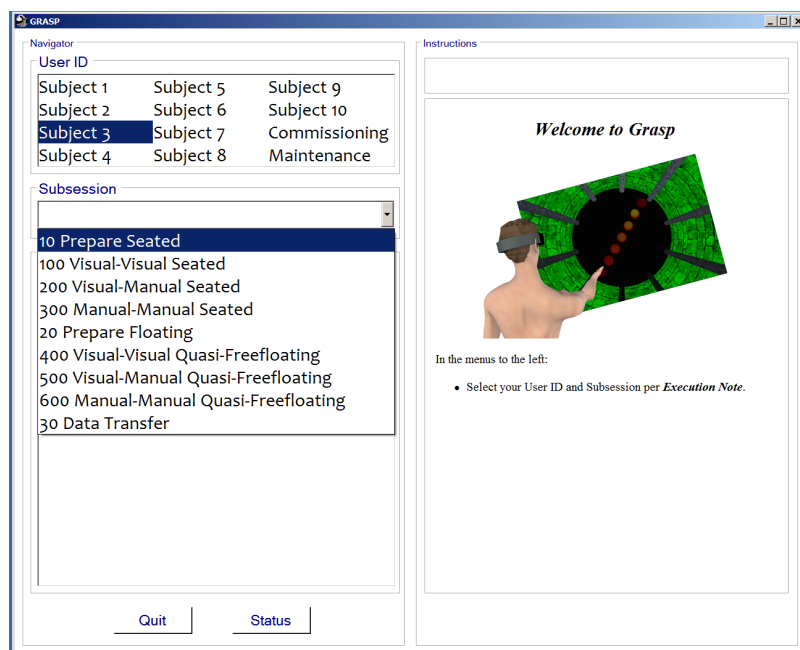 GRASP
Navigator
User ID
Subject 1 Subject 5 Subject 9
Subject 2 Subject 6 Subject 10
Subject 3 Subject 7 Commissioning
Subject 4 Subject 8 Maintenance
Subsession
10 Prepare Seated
100 Visual-Visual Seated
200 Visual-Manual Seated
300 Manual-Manual Seated
20 Prepare Floating
400 Visual-Visual Quasi-Freefloating
500 Visual-Manual Quasi-Freefloating
600 Manual-Manual Quasi-Freefloating
30 Data Transfer
Quit Status
Instructions
Welcome to Grasp
In the menus to the left:
• Select your User ID and Subsession per Execution Note.